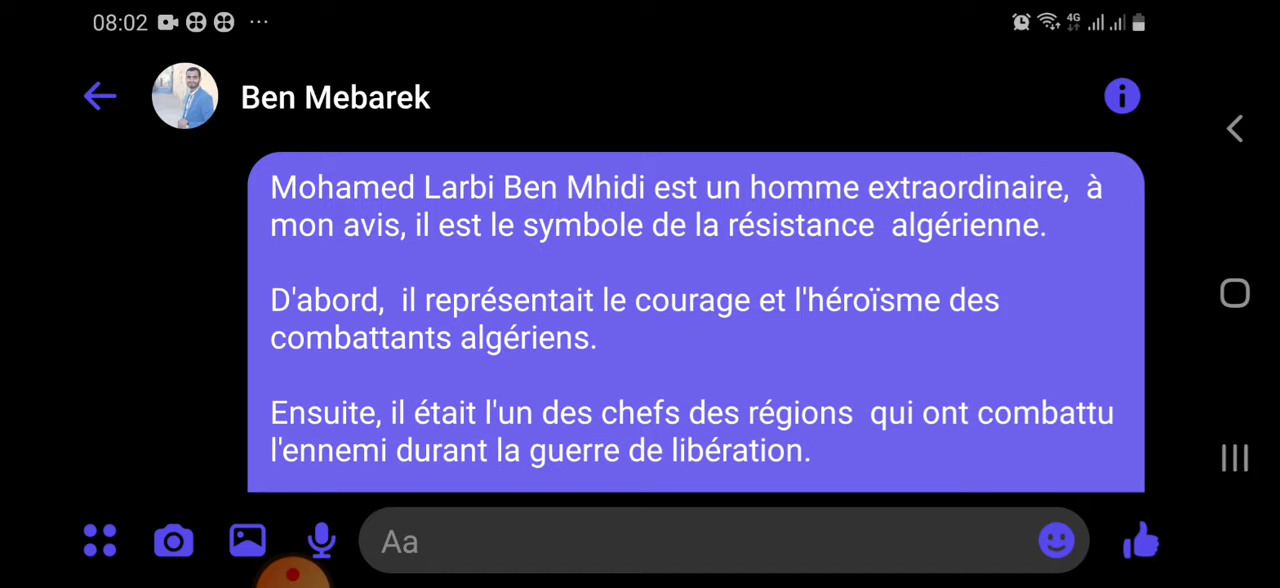 08:02 ... 4G
Ben Mebarek
Mohamed Larbi Ben Mhidi est un homme extraordinaire,  à
mon avis, il est le symbole de la résistance  algérienne.
D'abord,  il représentait le courage et l'héroïsme des
combattants algériens.
Ensuite, il était l'un des chefs des régions  qui ont combattu
l'ennemi durant la guerre de libération.
Aa